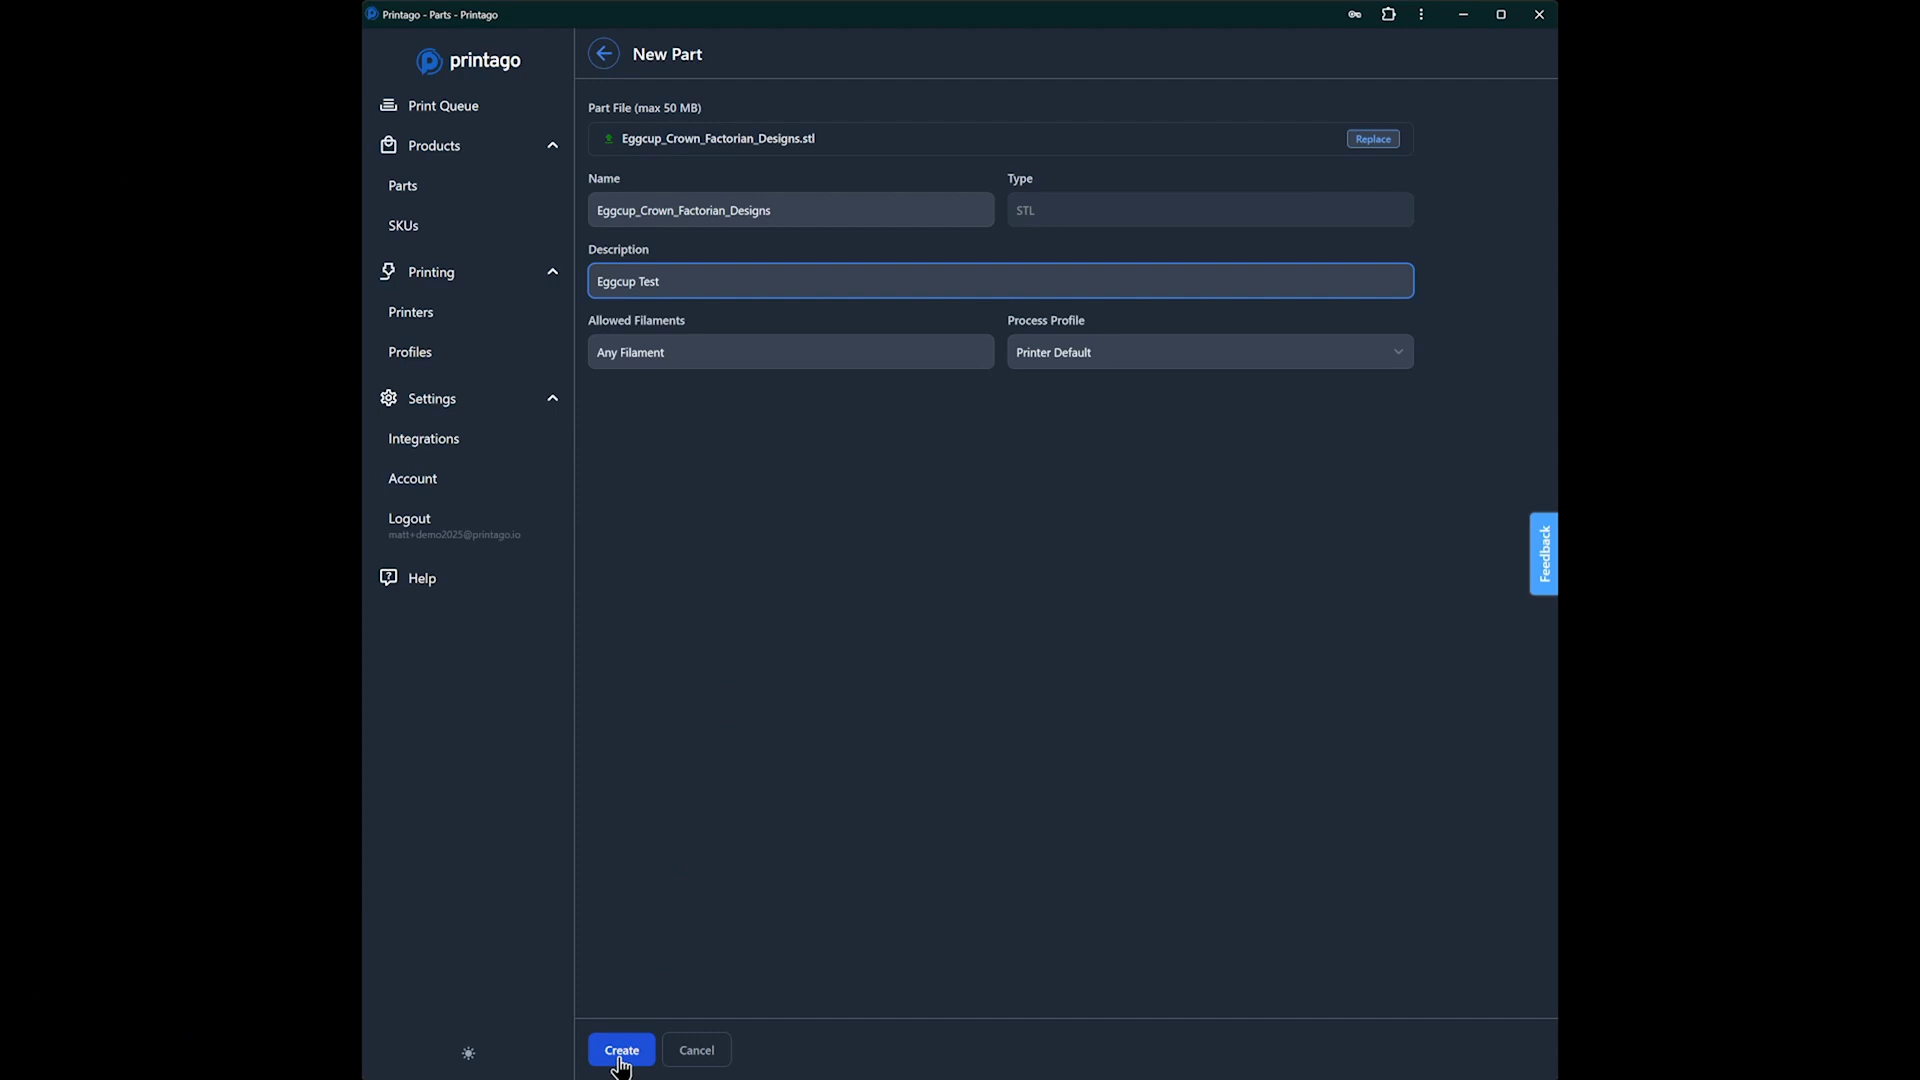 Printago - Parts - Printago
printago
Print Queue
Products
Parts
SKUs
Printing
Printers
Profiles
Settings
Integrations
Account
Logout
matt+demo2025@printago.io
Help
New Part
Part File (max 50 MB)
Eggcup_Crown_Factorian_Designs.stl
Replace
Name
Type
Eggcup_Crown_Factorian_Designs
STL
Description
Eggcup Test
Allowed Filaments
Process Profile
Any Filament
Printer Default
Feedback
Create
Cancel